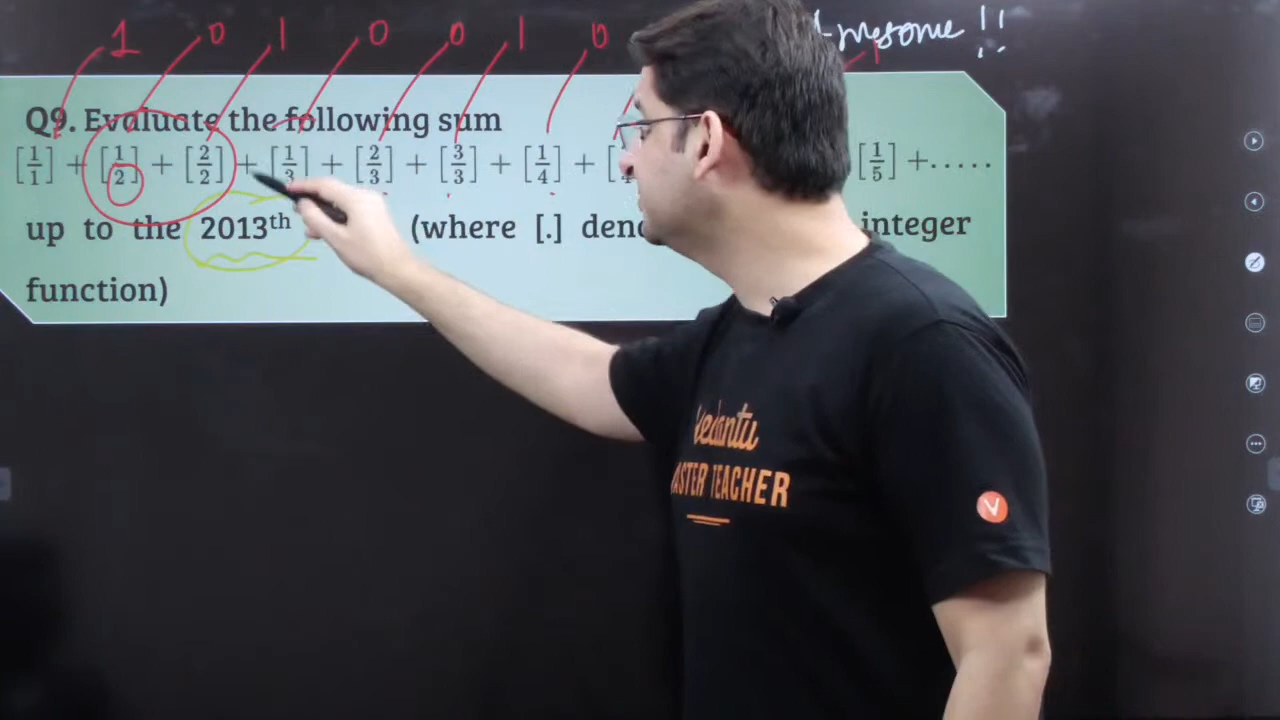 1 0 1 0 0 1 0 1
Awesome !!
Q9. Evaluate the following sum
[1/1] + [1/2] + [2/2] + [1/3] + [2/3] + [3/3] + [1/4] + [ [1/5] + .....
up to the 2013th (where [.] integer
function)
Vedantu
MASTER TEACHER
V